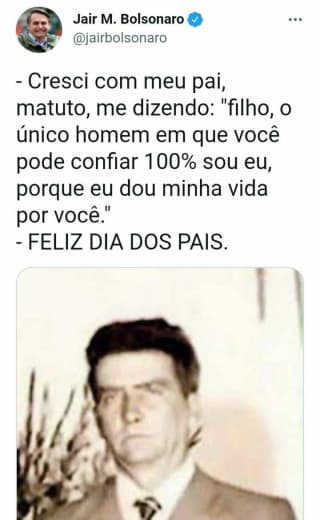 Jair M. Bolsonaro
@jairbolsonaro
- Cresci com meu pai,
matuto, me dizendo: "filho, o
único homem em que você
pode confiar 100% sou eu,
porque eu dou minha vida
por você."
- FELIZ DIA DOS PAIS.